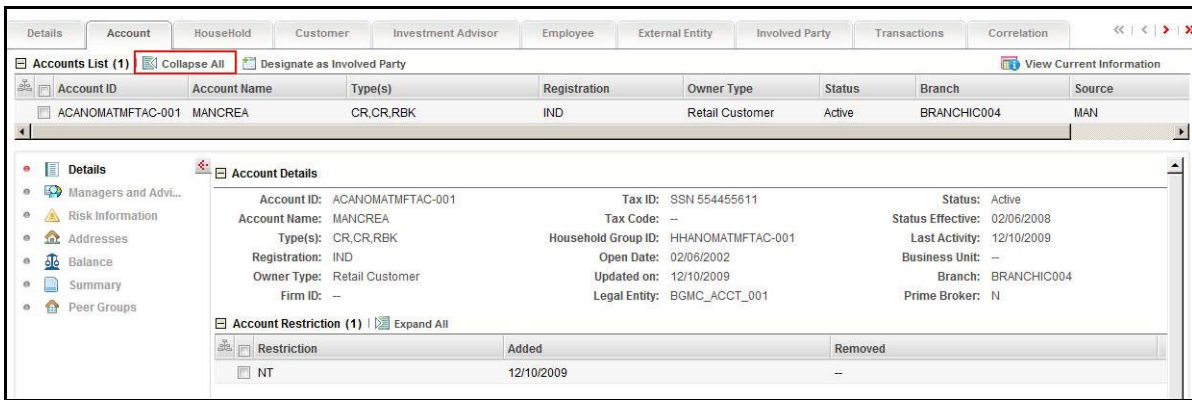 Details Account HouseHold Customer Investment Advisor Employee External Entity Involved Party Transactions Correlation
Accounts List (1) Collapse All Designate as Involved Party View Current Information
Account ID Account Name Type(s) Registration Owner Type Status Branch Source
ACANOMATMFTAC-001 MANCREA CR,CR,RBK IND Retail Customer Active BRANCHIC004 MAN
Details
Managers and Advi...
Risk Information
Addresses
Balance
Summary
Peer Groups
Account Details
Account ID: ACANOMATMFTAC-001 Tax ID: SSN 554455611 Status: Active
Account Name: MANCREA Tax Code: -- Status Effective: 02/06/2008
Type(s): CR,CR,RBK Household Group ID: HHANOMATMFTAC-001 Last Activity: 12/10/2009
Registration: IND Open Date: 02/06/2002 Business Unit: --
Owner Type: Retail Customer Updated on: 12/10/2009 Branch: BRANCHIC004
Firm ID: -- Legal Entity: BGMC_ACCT_001 Prime Broker: N
Account Restriction (1) | Expand All
Restriction Added Removed
NT 12/10/2009 --